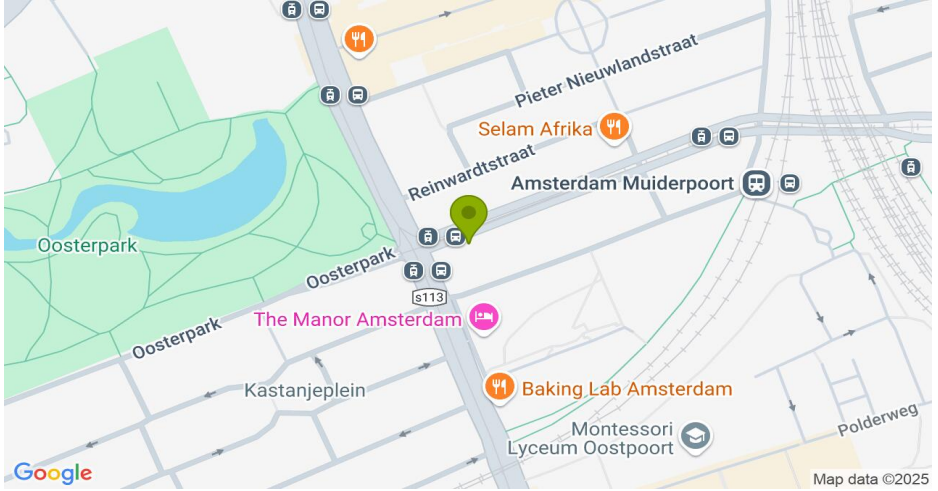 Pieter Nieuwlandstraat
Selam Afrika
Reinwardtstraat
Amsterdam Muiderpoort
Oosterpark
Oosterpark
s113
The Manor Amsterdam
Oosterpark
Kastanjeplein
Baking Lab Amsterdam
Montessori
Lyceum Oostpoort
Polderweg
Google
Map data ©2025